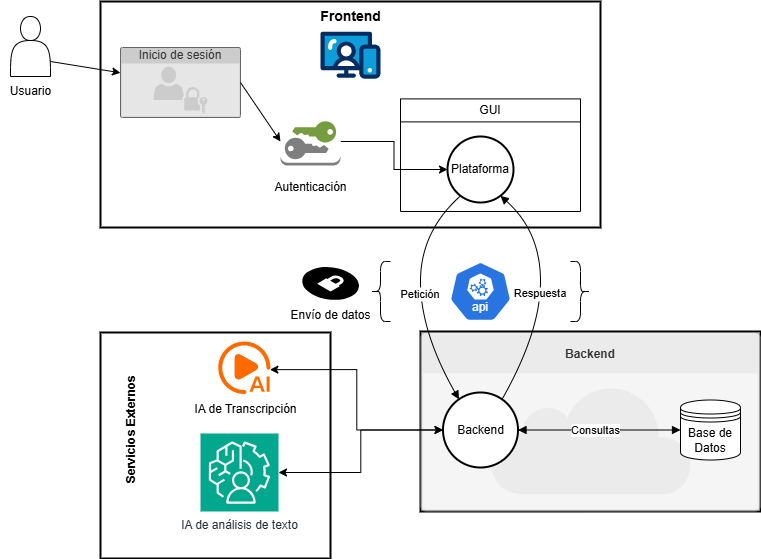 Frontend
Usuario
Inicio de sesión
Autenticación
GUI
Plataforma
Envío de datos
Petición
api
Respuesta
Servicios Externos
AI
IA de Transcripción
IA de análisis de texto
Backend
Backend
Consultas
Base de
Datos